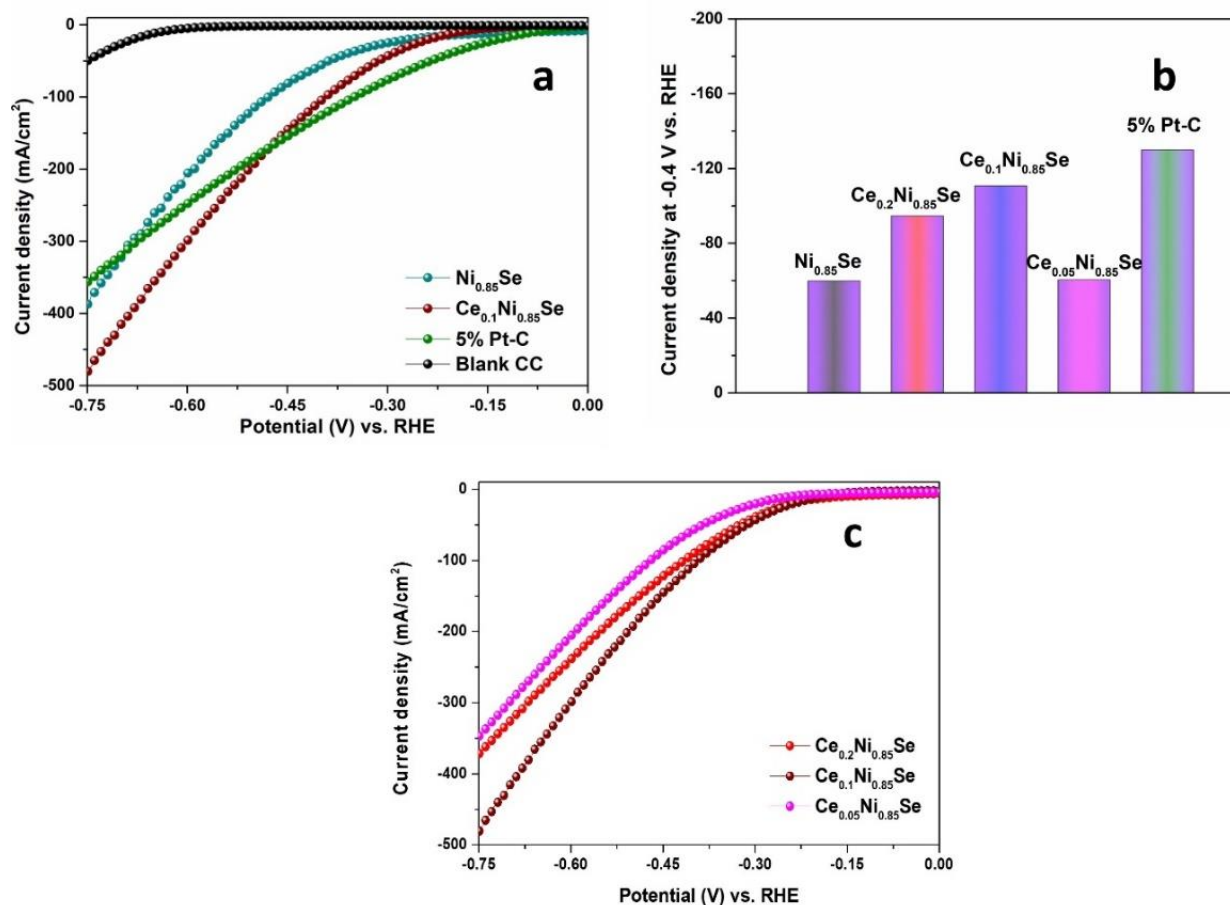 a
Current density (mA/cm²)
0
-100
-200
-300
-400
-500
Ni₀.₈₅Se
Ce₀.₁Ni₀.₈₅Se
5% Pt-C
Blank CC
-0.75 -0.60 -0.45 -0.30 -0.15 0.00
Potential (V) vs. RHE
b
Current density at -0.4 V vs. RHE
-200
-160
-120
-80
-40
0
Ni₀.₈₅Se
Ce₀.₂Ni₀.₈₅Se
Ce₀.₁Ni₀.₈₅Se
Ce₀.₀₅Ni₀.₈₅Se
5% Pt-C
c
Current density (mA/cm²)
0
-100
-200
-300
-400
-500
Ce₀.₂Ni₀.₈₅Se
Ce₀.₁Ni₀.₈₅Se
Ce₀.₀₅Ni₀.₈₅Se
-0.75 -0.60 -0.45 -0.30 -0.15 0.00
Potential (V) vs. RHE